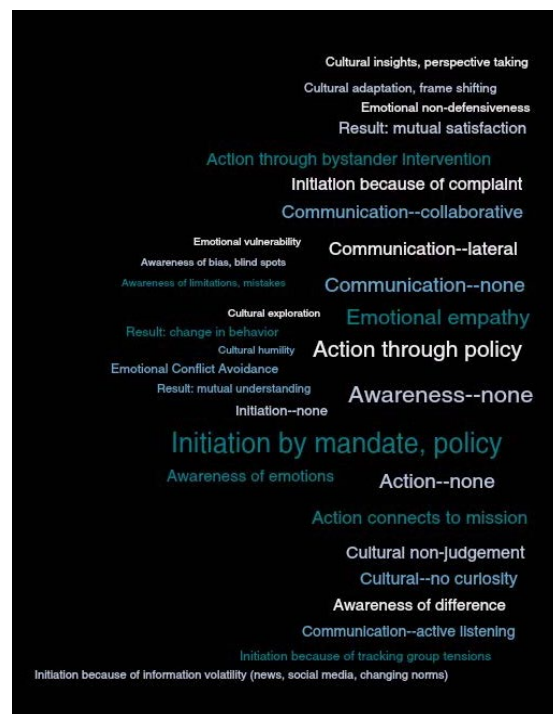 Cultural insights, perspective taking
Cultural adaptation, frame shifting
Emotional non-defensiveness
Result: mutual satisfaction
Action through bystander Intervention
Initiation because of complaint
Communication--collaborative
Emotional vulnerability
Communication--lateral
Awareness of bias, blind spots
Awareness of limitations, mistakes
Communication--none
Cultural exploration
Emotional empathy
Result: change in behavior
Cultural humility
Action through policy
Emotional Conflict Avoidance
Result: mutual understanding
Awareness--none
Initiation--none
Initiation by mandate, policy
Awareness of emotions
Action--none
Action connects to mission
Cultural non-judgement
Cultural--no curiosity
Awareness of difference
Communication--active listening
Initiation because of tracking group tensions
Initiation because of information volatility (news, social media, changing norms)